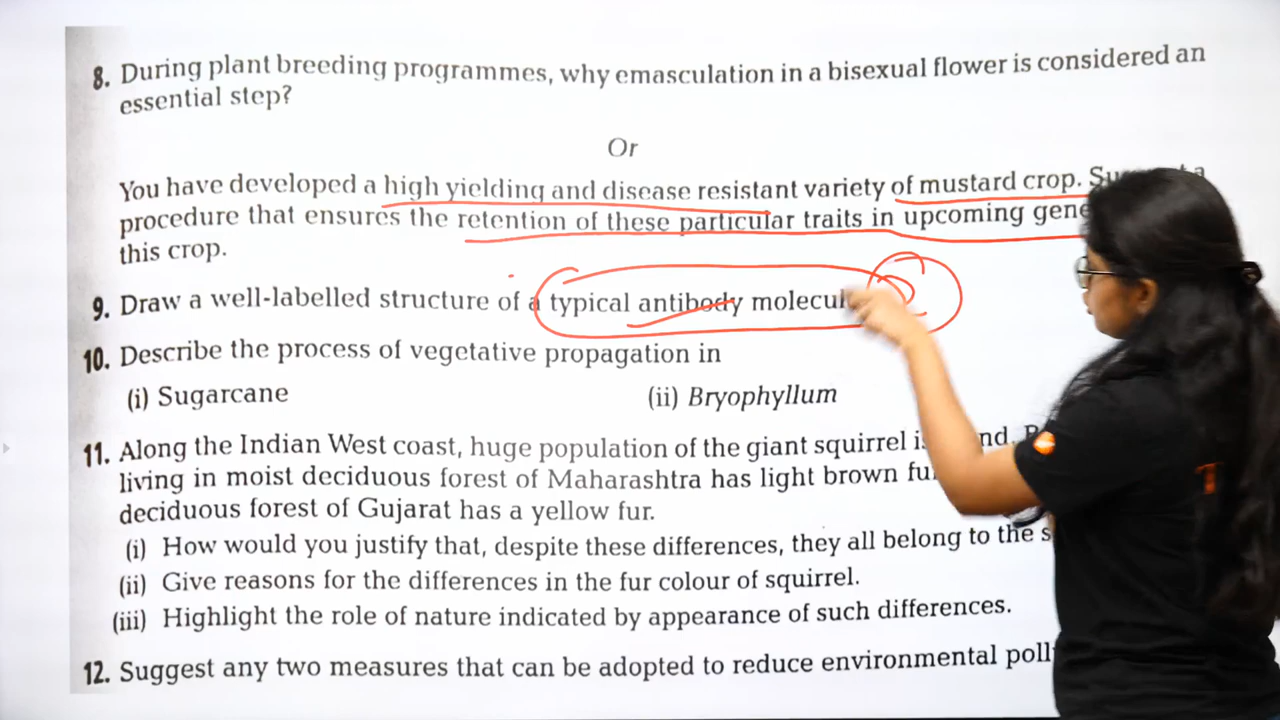 8. During plant breeding programmes, why emasculation in a bisexual flower is considered an
essential step?
Or
You have developed a high yielding and disease resistant variety of mustard crop.
procedure that ensures the retention of these particular traits in upcoming
this crop.
9. Draw a well-labelled structure of a typical antibody
10. Describe the process of vegetative propagation in
(i) Sugarcane (ii) Bryophyllum
11. Along the Indian West coast, huge population of the giant squirrel
living in moist deciduous forest of Maharashtra has light brown
deciduous forest of Gujarat has a yellow fur.
(i) How would you justify that, despite these differences, they all belong to the
(ii) Give reasons for the differences in the fur colour of squirrel.
(iii) Highlight the role of nature indicated by appearance of such differences.
12. Suggest any two measures that can be adopted to reduce environmental